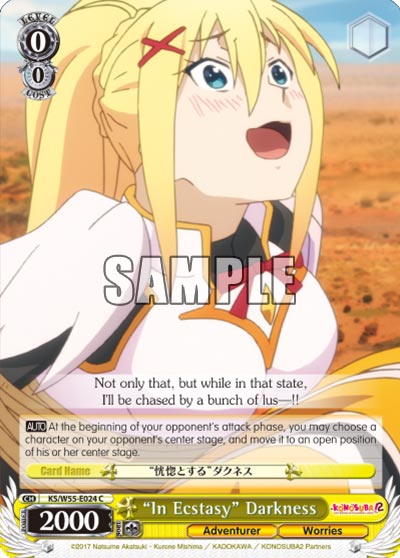 LEVEL
0
0
COST
SAMPLE
Not only that, but while in that state,
I'll be chased by a bunch of lus—!!
AUTO At the beginning of your opponent's attack phase, you may choose a
character on your opponent's center stage, and move it to an open position
of his or her center stage.
Card Name
"恍惚とする"ダクネス
CH KS/W55-E024 C
POWER 2000 "In Ecstasy" Darkness KONOSUBA 2
Adventurer Worries
©2017 Natsume Akatsuki・Kurone Mishima / KADOKAWA / KONOSUBA2 Partners